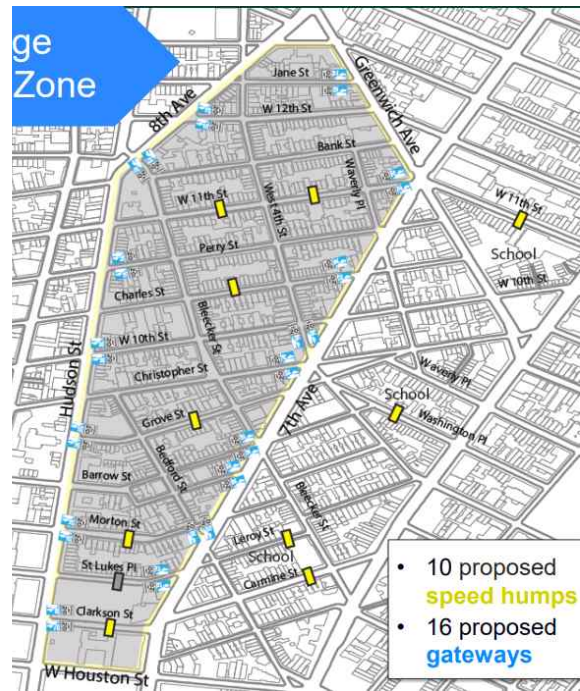 ge
Zone
8th Ave
Jane St
Greenwich Ave
W 12th St
Bank St
Waverly Pl
W 11th St
West 4th St
W 11th St
School
W 10th St
Perry St
Charles St
Bleecker St
W 10th St
Christopher St
Hudson St
7th Ave
Waverly Pl
School
Washington Pl
Grove St
Bedford St
Barrow St
Bleecker St
Morton St
Leroy St
School
St Lukes Pl
Carmine St
Clarkson St
W Houston St
• 10 proposed
speed humps
• 16 proposed
gateways